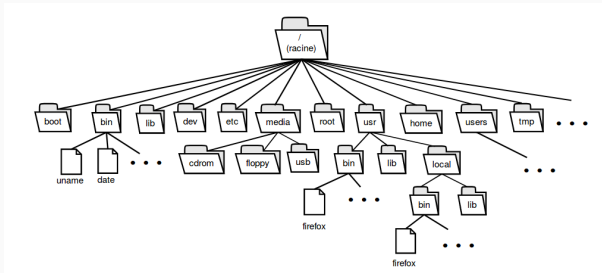 /
(racine)
boot
bin
lib
dev
etc
media
root
usr
home
users
tmp
• • •
uname
date
• • •
cdrom
floppy
usb
bin
lib
local
• • •
firefox
• • •
bin
lib
firefox
• • •